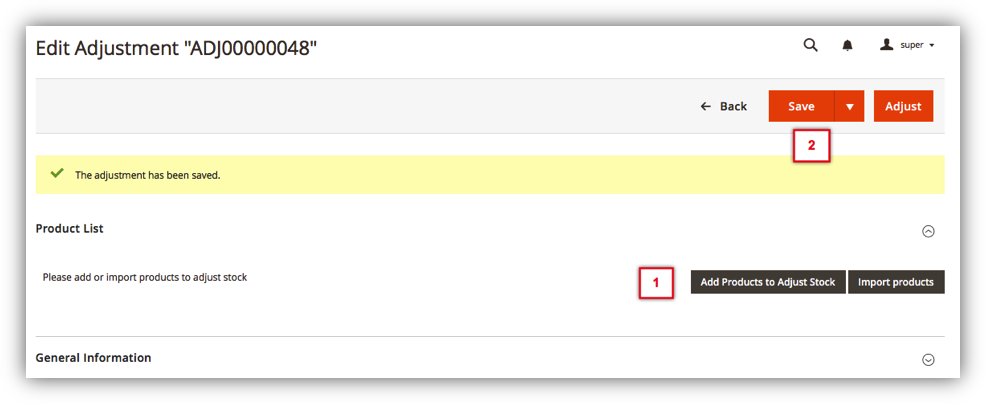 Edit Adjustment "ADJ00000048"
super
Back
Save
Adjust
2
The adjustment has been saved.
Product List
Please add or import products to adjust stock
1
Add Products to Adjust Stock
Import products
General Information